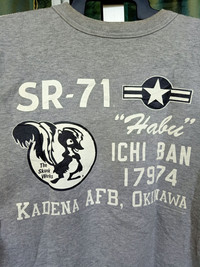 SR-71
"Habu"
The Skunk Works
ICHI BAN
17974
KADENA AFB, OKINAWA